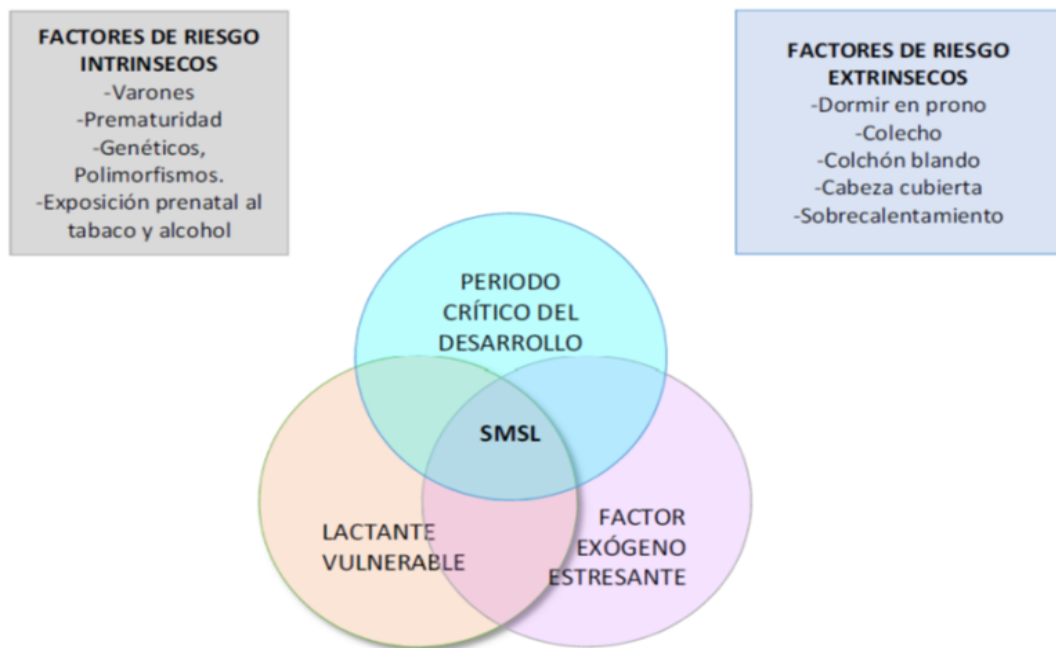 FACTORES DE RIESGO
INTRINSECOS
-Varones
-Prematuridad
-Genéticos,
Polimorfismos.
-Exposición prenatal al
tabaco y alcohol
FACTORES DE RIESGO
EXTRINSECOS
-Dormir en prono
-Colecho
-Colchón blando
-Cabeza cubierta
-Sobrecalentamiento
PERIODO
CRÍTICO DEL
DESARROLLO
SMSL
LACTANTE
VULNERABLE
FACTOR
EXÓGENO
ESTRESANTE